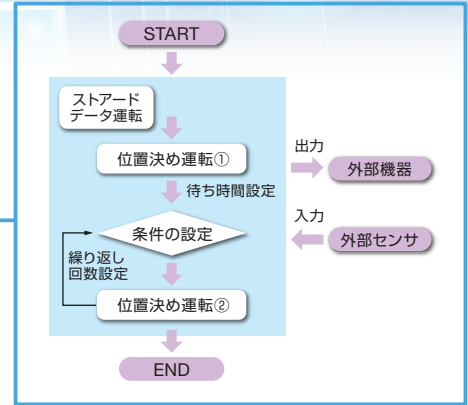 START
ストアード
データ運転
位置決め運転①
出力
外部機器
待ち時間設定
入力
条件の設定
外部センサ
繰り返し
回数設定
位置決め運転②
END